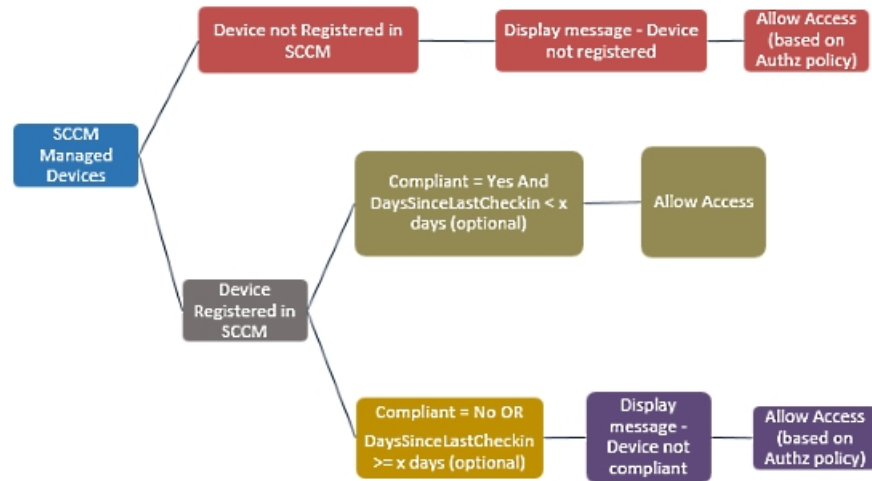 Device not Registered in
SCCM
Display message - Device
not registered
Allow Access
(based on
Authz policy)
SCCM
Managed
Devices
Compliant = Yes And
DaysSinceLastCheckin < x
days (optional)
Allow Access
Device
Registered in
SCCM
Compliant = No OR
DaysSinceLastCheckin
>= x days (optional)
Display
message -
Device not
compliant
Allow Access
(based on
Authz policy)